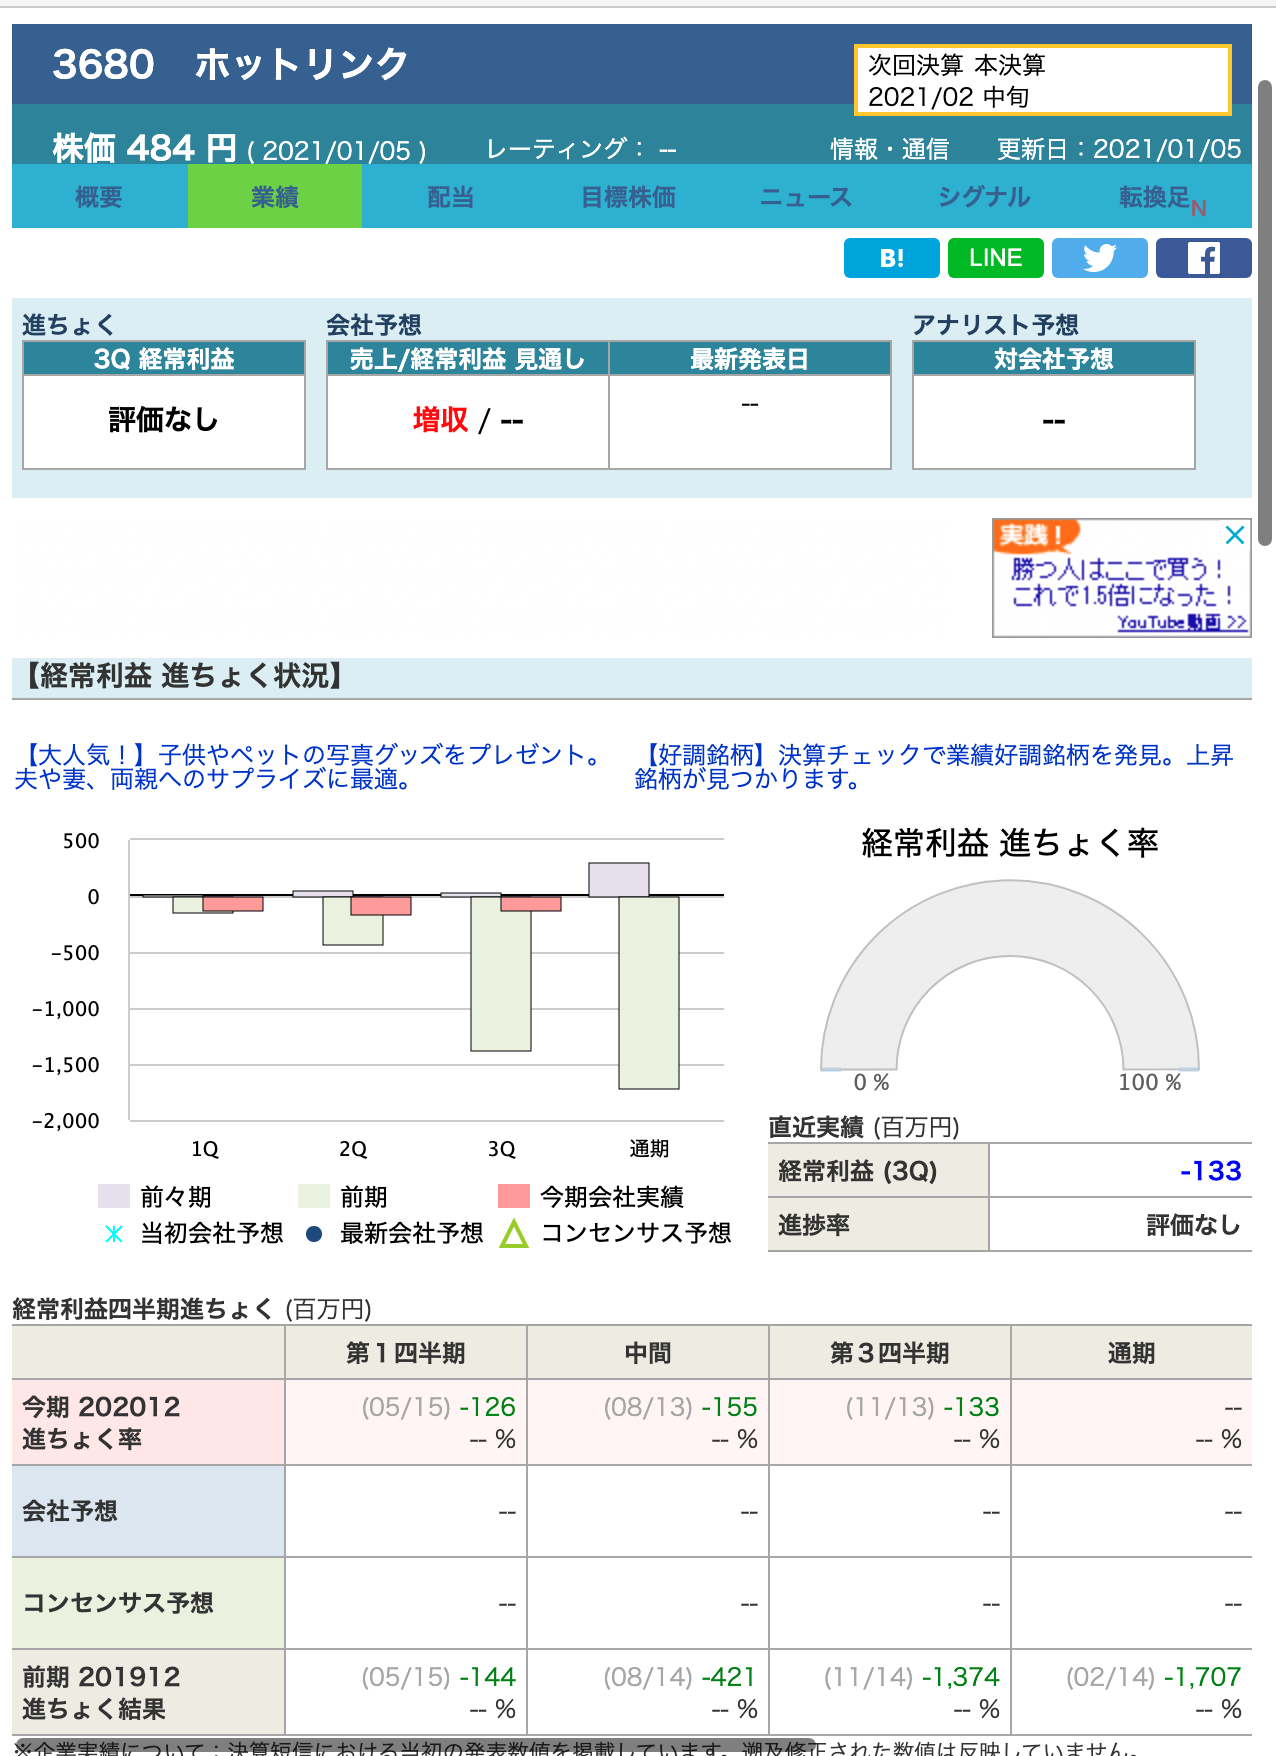 3680　ホットリンク
次回決算 本決算
2021/02 中旬
株価 484 円 ( 2021/01/05 )　レーティング： --　情報・通信　更新日：2021/01/05
概要　業績　配当　目標株価　ニュース　シグナル　転換足N
B!　LINE
進ちょく　会社予想　アナリスト予想
3Q 経常利益　売上/経常利益 見通し　最新発表日　対会社予想
評価なし　増収 / --　--　--
実践！
勝つ人はここで買う！
これで1.5倍になった！
YouTube動画 >>
【経常利益 進ちょく状況】
【大人気！】子供やペットの写真グッズをプレゼント。
夫や妻、両親へのサプライズに最適。
【好調銘柄】決算チェックで業績好調銘柄を発見。上昇
銘柄が見つかります。
500
0
-500
-1,000
-1,500
-2,000
1Q　2Q　3Q　通期
前々期　前期　今期会社実績
当初会社予想　最新会社予想　コンセンサス予想
経常利益 進ちょく率
0 %　100 %
直近実績 (百万円)
経常利益 (3Q)　-133
進捗率　評価なし
経常利益四半期進ちょく (百万円)
第１四半期　中間　第３四半期　通期
今期 202012　(05/15) -126　(08/13) -155　(11/13) -133　--
進ちょく率　-- %　-- %　-- %　-- %
会社予想　--　--　--　--
コンセンサス予想　--　--　--　--
前期 201912　(05/15) -144　(08/14) -421　(11/14) -1,374　(02/14) -1,707
進ちょく結果　-- %　-- %　-- %　-- %
※企業実績について：決算短信における当初の発表数値を掲載しています。遡及修正された数値は反映していません。